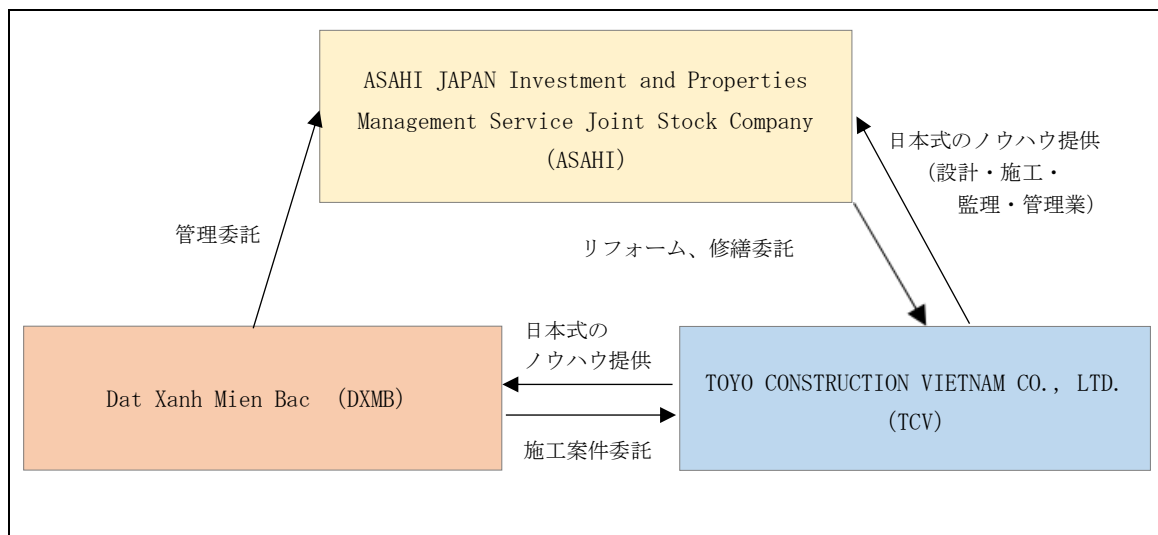 ASAHI JAPAN Investment and Properties
Management Service Joint Stock Company
(ASAHI)
日本式のノウハウ提供
(設計・施工・
監理・管理業)
管理委託
リフォーム、修繕委託
日本式の
ノウハウ提供
Dat Xanh Mien Bac (DXMB)
TOYO CONSTRUCTION VIETNAM CO., LTD.
(TCV)
施工案件委託